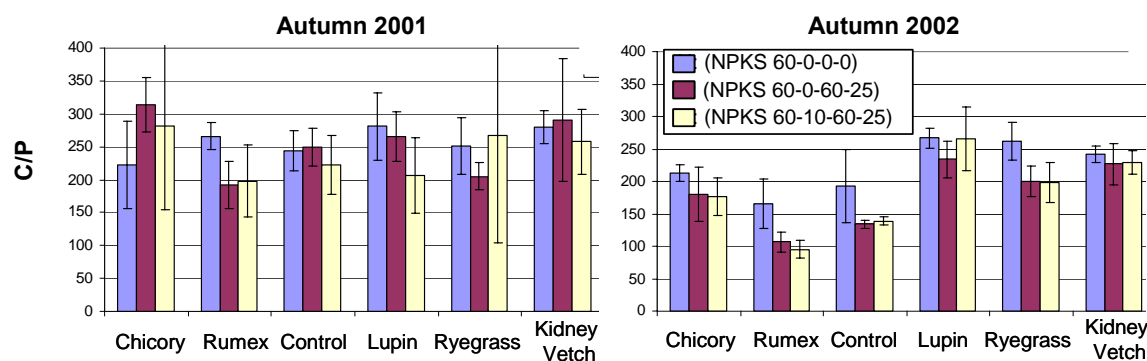 Autumn 2001
C/P
400
350
300
250
200
150
100
50
0
Chicory Rumex Control Lupin Ryegrass Kidney
Vetch
Autumn 2002
(NPKS 60-0-0-0)
(NPKS 60-0-60-25)
(NPKS 60-10-60-25)
400
350
300
250
200
150
100
50
0
Chicory Rumex Control Lupin Ryegrass Kidney
Vetch